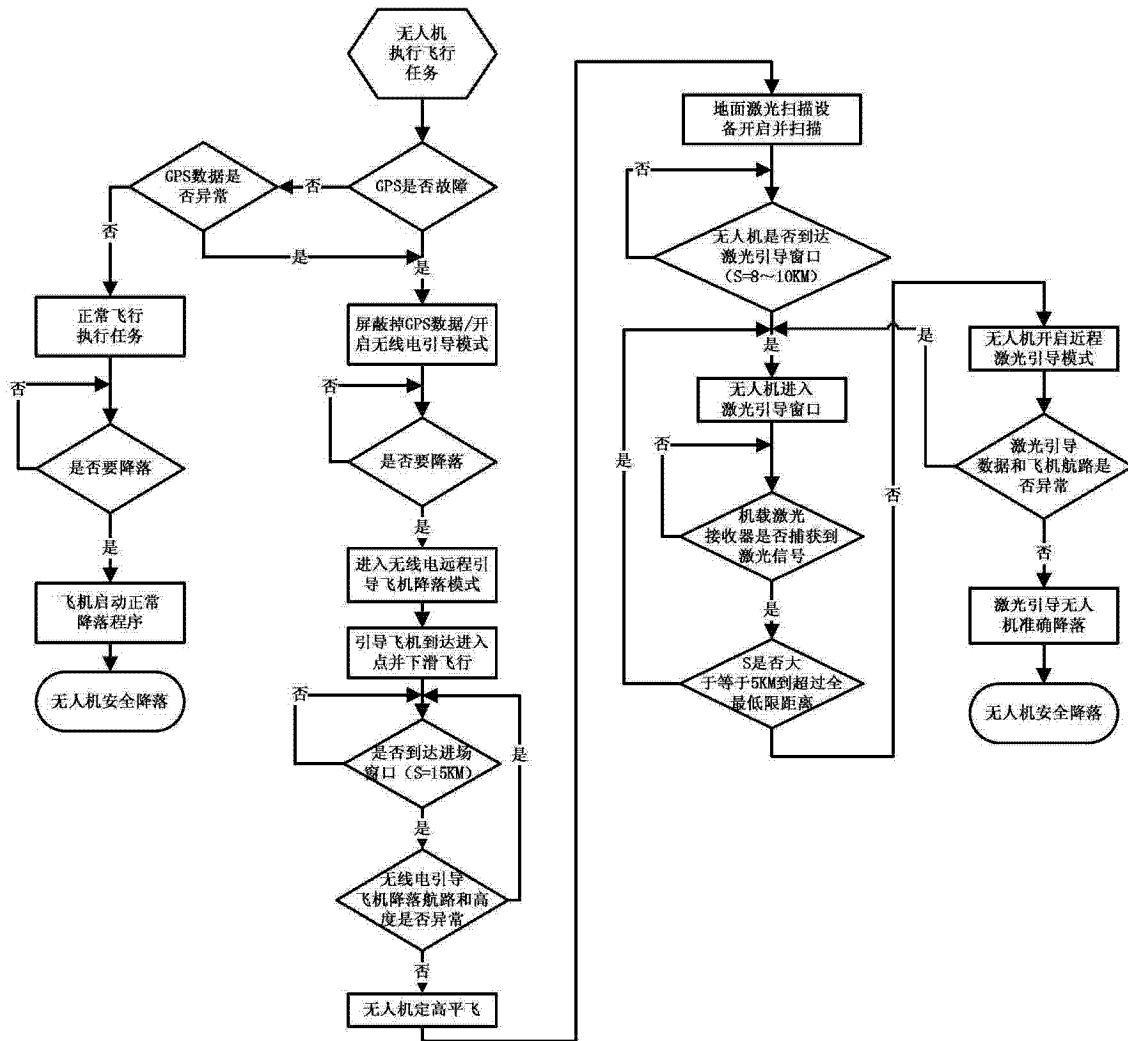 无人机
执行飞行
任务
GPS是否故障
否
GPS数据是
否异常
是
是
否
正常飞行
执行任务
否
是否要降落
是
飞机启动正常
降落程序
无人机安全降落
屏蔽掉GPS数据/开
启无线电引导模式
否
是否要降落
是
进入无线电远程引
导飞机降落模式
引导飞机到达进入
点并下滑飞行
否
是否到达进场
窗口（S=15KM）
是
是
无线电引导
飞机降落航路和高
度是否异常
否
无人机定高平飞
地面激光扫描设
备开启并扫描
否
无人机是否到达
激光引导窗口
（S=8～10KM）
是
无人机进入
激光引导窗口
否
机载激光
接收器是否捕获到
激光信号
是
是
S是否大
于等于5KM到超过全
最低限距离
否
无人机开启近程
激光引导模式
是
激光引导
数据和飞机航路是
否异常
否
激光引导无人
机准确降落
无人机安全降落